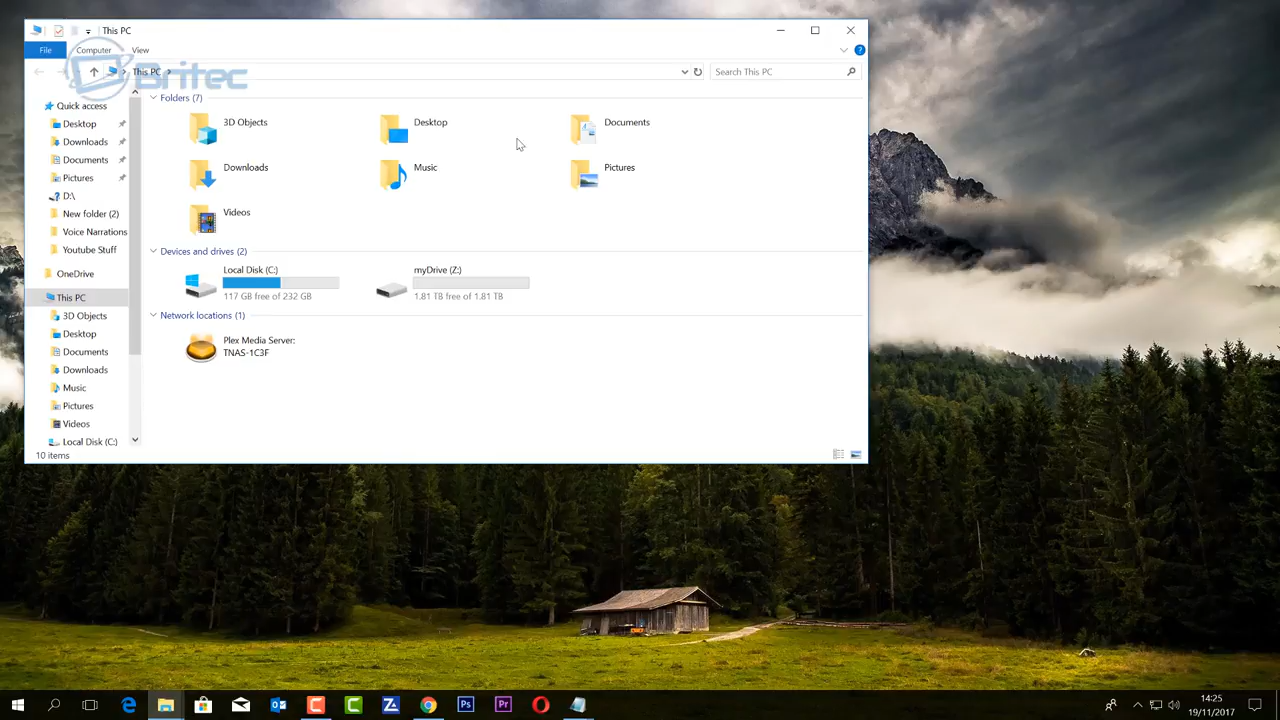 This PC
File
Computer
View
Britec
This PC
Search This PC
Quick access
Desktop
Downloads
Documents
Pictures
D:\
New folder (2)
Voice Narrations
Youtube Stuff
OneDrive
This PC
3D Objects
Desktop
Documents
Downloads
Music
Pictures
Videos
Local Disk (C:)
Folders (7)
3D Objects
Desktop
Documents
Downloads
Music
Pictures
Videos
Devices and drives (2)
Local Disk (C:)
117 GB free of 232 GB
myDrive (Z:)
1.81 TB free of 1.81 TB
Network locations (1)
Plex Media Server:
TNAS-1C3F
10 items
Ps
Pr
14:25
19/11/2017